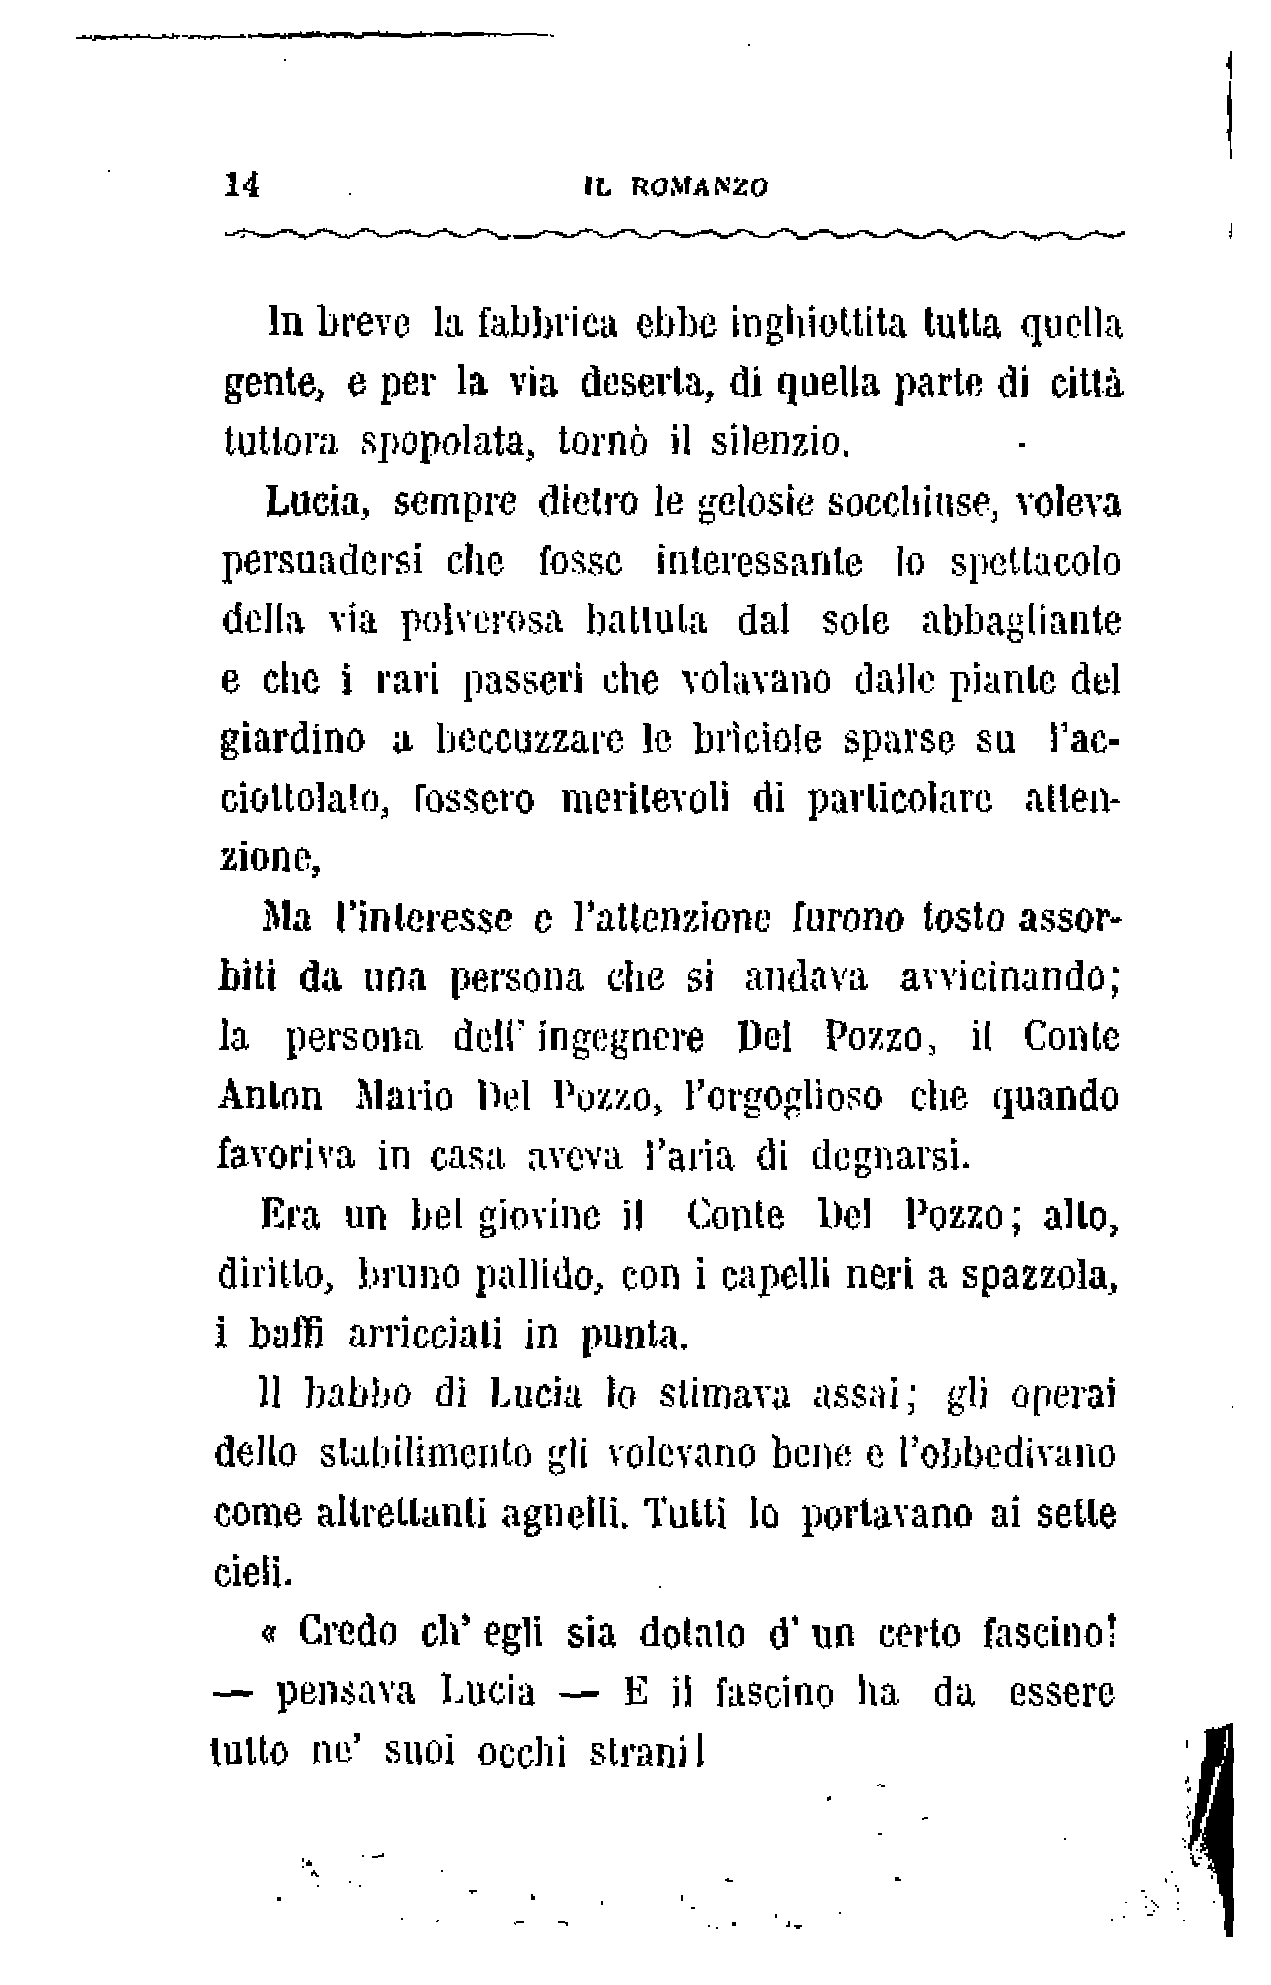 14 IL ROMANZO
In breve la fabbrica ebbe inghiottita tutta quella
gente, e per la via deserta, di quella parte di città
tuttora spopolata, tornò il silenzio.
Lucia, sempre dietro le gelosie socchiuse, voleva
persuadersi che fosse interessante lo spettacolo
della via polverosa battuta dal sole abbagliante
e che i rari passeri che volavano dalle piante del
giardino a beccuzzare le briciole sparse su l'ac-
ciottolato, fossero meritevoli di particolare atten-
zione,
Ma l'interesse e l'attenzione furono tosto assor-
biti da una persona che si andava avvicinando;
la persona dell' ingegnere Del Pozzo, il Conte
Anton Mario Del Pozzo, l'orgoglioso che quando
favoriva in casa aveva l'aria di degnarsi.
Era un bel giovine il Conte Del Pozzo; alto,
diritto, bruno pallido, con i capelli neri a spazzola,
i baffi arricciati in punta.
Il babbo di Lucia lo stimava assai; gli operai
dello stabilimento gli volevano bene e l'obbedivano
come altrettanti agnelli. Tutti lo portavano ai sette
cieli.
« Credo ch' egli sia dotato d' un certo fascino!
— pensava Lucia — E il fascino ha da essere
tutto ne' suoi occhi strani!